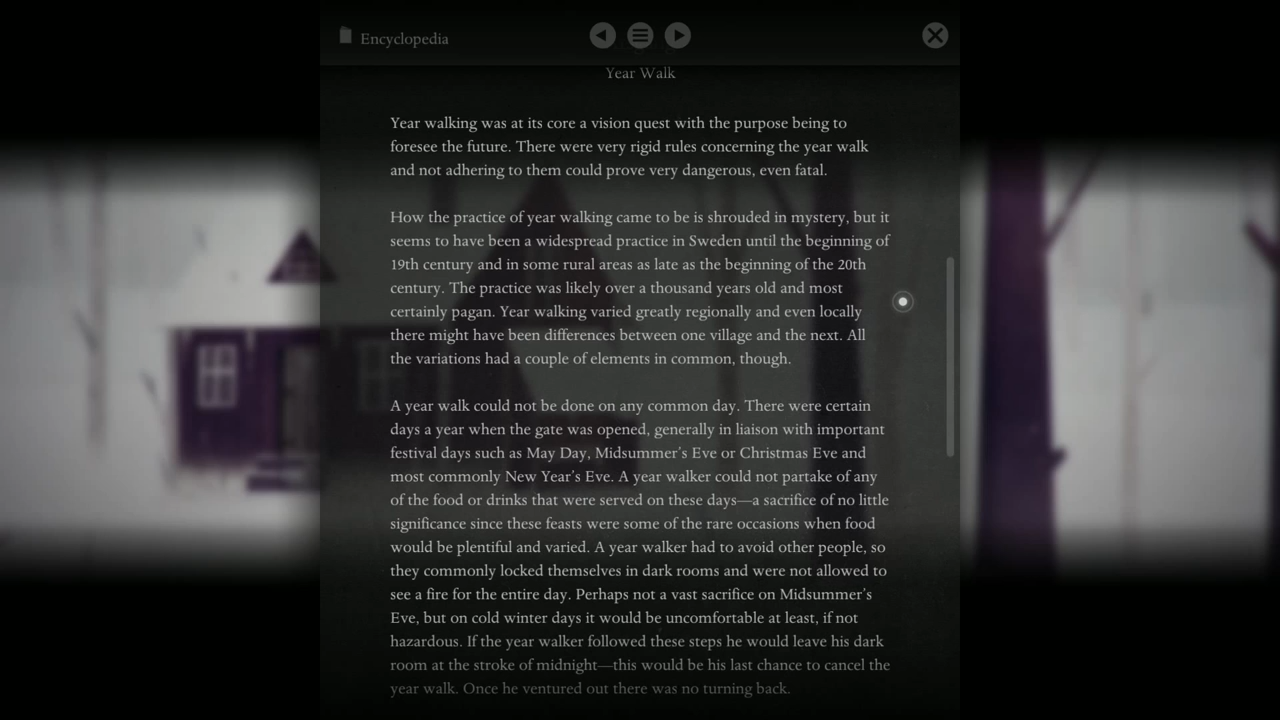 Encyclopedia
Year Walk
Year walking was at its core a vision quest with the purpose being to
foresee the future. There were very rigid rules concerning the year walk
and not adhering to them could prove very dangerous, even fatal.
How the practice of year walking came to be is shrouded in mystery, but it
seems to have been a widespread practice in Sweden until the beginning of
19th century and in some rural areas as late as the beginning of the 20th
century. The practice was likely over a thousand years old and most
certainly pagan. Year walking varied greatly regionally and even locally
there might have been differences between one village and the next. All
the variations had a couple of elements in common, though.
A year walk could not be done on any common day. There were certain
days a year when the gate was opened, generally in liaison with important
festival days such as May Day, Midsummer's Eve or Christmas Eve and
most commonly New Year's Eve. A year walker could not partake of any
of the food or drinks that were served on these days—a sacrifice of no little
significance since these feasts were some of the rare occasions when food
would be plentiful and varied. A year walker had to avoid other people, so
they commonly locked themselves in dark rooms and were not allowed to
see a fire for the entire day. Perhaps not a vast sacrifice on Midsummer's
Eve, but on cold winter days it would be uncomfortable at least, if not
hazardous. If the year walker followed these steps he would leave his dark
room at the stroke of midnight—this would be his last chance to cancel the
year walk. Once he ventured out there was no turning back.